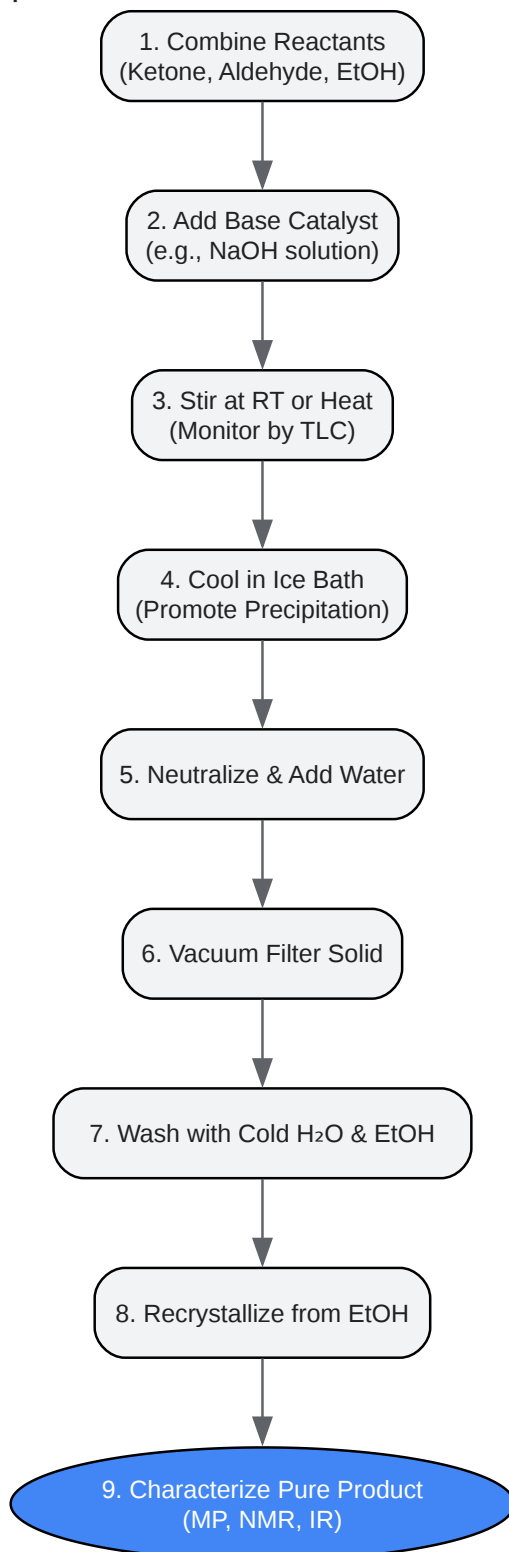 1. Combine Reactants
(Ketone, Aldehyde, EtOH)
2. Add Base Catalyst
(e.g., NaOH solution)
3. Stir at RT or Heat
(Monitor by TLC)
4. Cool in Ice Bath
(Promote Precipitation)
5. Neutralize & Add Water
6. Vacuum Filter Solid
7. Wash with Cold H₂O & EtOH
8. Recrystallize from EtOH
9. Characterize Pure Product
(MP, NMR, IR)